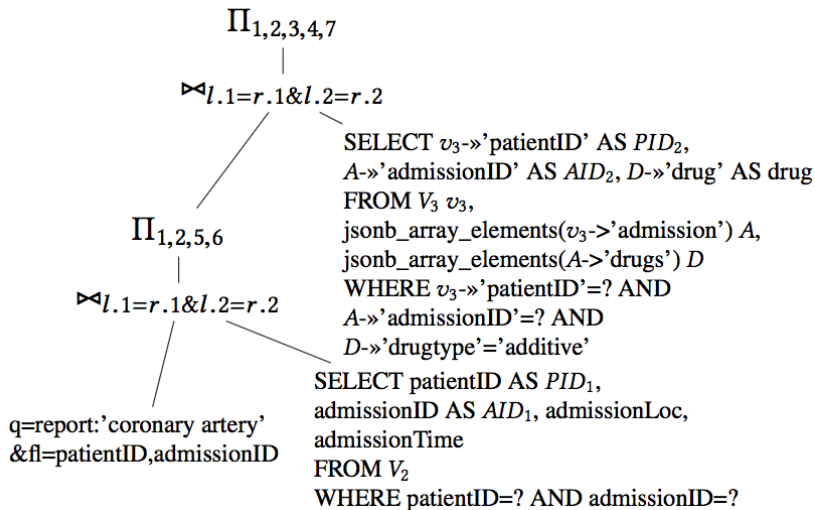 Π1,2,3,4,7
⋈l.1=r.1&l.2=r.2
SELECT v3-»’patientID’ AS PID2,
A-»’admissionID’ AS AID2, D-»’drug’ AS drug
FROM V3 v3,
jsonb_array_elements(v3->’admission’) A,
jsonb_array_elements(A->’drugs’) D
WHERE v3-»’patientID’=? AND
A-»’admissionID’=? AND
D-»’drugtype’=’additive’
Π1,2,5,6
⋈l.1=r.1&l.2=r.2
q=report:’coronary artery’
&fl=patientID,admissionID
SELECT patientID AS PID1,
admissionID AS AID1, admissionLoc,
admissionTime
FROM V2
WHERE patientID=? AND admissionID=?